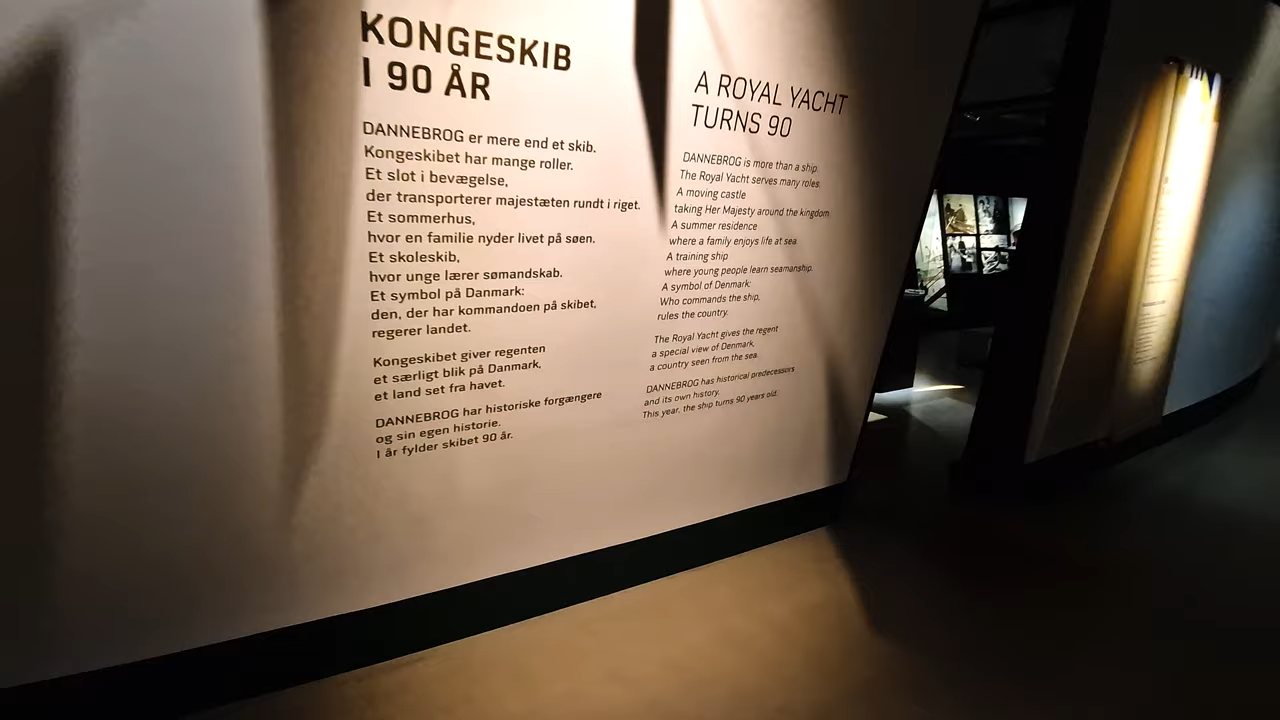 KONGESKIB
I 90 ÅR
DANNEBROG er mere end et skib.
Kongeskibet har mange roller.
Et slot i bevægelse,
der transporterer majestæten rundt i riget.
Et sommerhus,
hvor en familie nyder livet på søen.
Et skoleskib,
hvor unge lærer sømandskab.
Et symbol på Danmark:
den, der har kommandoen på skibet,
regerer landet.
Kongeskibet giver regenten
et særligt blik på Danmark,
et land set fra havet.
DANNEBROG har historiske forgængere
og sin egen historie.
I år fylder skibet 90 år.
A ROYAL YACHT
TURNS 90
DANNEBROG is more than a ship.
The Royal Yacht serves many roles.
A moving castle
taking Her Majesty around the kingdom
A summer residence
where a family enjoys life at sea
A training ship
where young people learn seamanship.
A symbol of Denmark:
Who commands the ship,
rules the country.
The Royal Yacht gives the regent
a special view of Denmark,
a country seen from the sea.
DANNEBROG has historical predecessors
and its own history.
This year, the ship turns 90 years old.